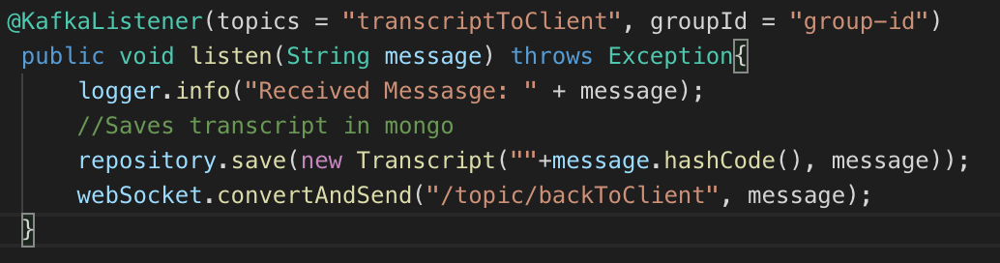 @KafkaListener(topics = "transcriptToClient", groupId = "group-id")
public void listen(String message) throws Exception{
logger.info("Received Messasge: " + message);
//Saves transcript in mongo
repository.save(new Transcript(""+message.hashCode(), message));
webSocket.convertAndSend("/topic/backToClient", message);
}